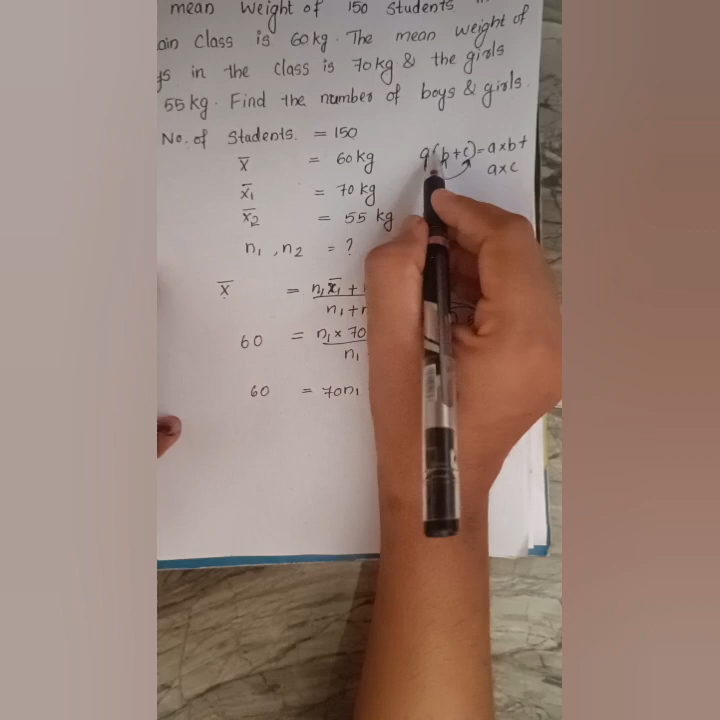 mean weight of 150 students
ain class is 60kg. The mean weight of
ys in the class is 70kg & the girls
55kg. Find the number of boys & girls.
No. of Students = 150
x̄ = 60kg
a(b+c)=a×b+
a×c
x̄₁ = 70kg
x̄₂ = 55 kg
n₁, n₂ = ?
x̄ = n₁x̄₁ +
n₁+
60 = n₁×70
n₁
60 = 70n₁